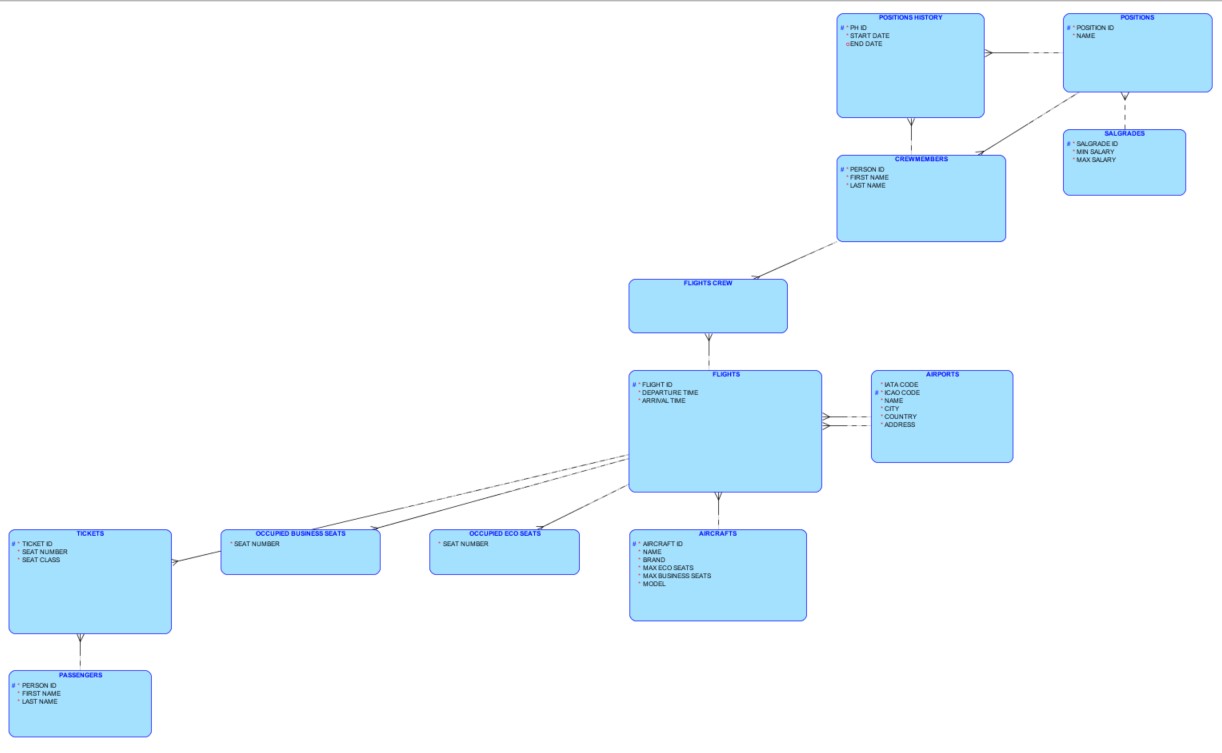 POSITIONS HISTORY
# * PH ID
* START DATE
o END DATE
POSITIONS
# * POSITION ID
* NAME
SALGRADES
# * SALGRADE ID
* MIN SALARY
* MAX SALARY
CREWMEMBERS
# * PERSON ID
* FIRST NAME
* LAST NAME
FLIGHTS CREW
FLIGHTS
# * FLIGHT ID
* DEPARTURE TIME
* ARRIVAL TIME
AIRPORTS
* IATA CODE
# * ICAO CODE
* NAME
* CITY
* COUNTRY
* ADDRESS
TICKETS
# * TICKET ID
* SEAT NUMBER
* SEAT CLASS
OCCUPIED BUSINESS SEATS
* SEAT NUMBER
OCCUPIED ECO SEATS
* SEAT NUMBER
AIRCRAFTS
# * AIRCRAFT ID
* NAME
* BRAND
* MAX ECO SEATS
* MAX BUSINESS SEATS
* MODEL
PASSENGERS
# * PERSON ID
* FIRST NAME
* LAST NAME